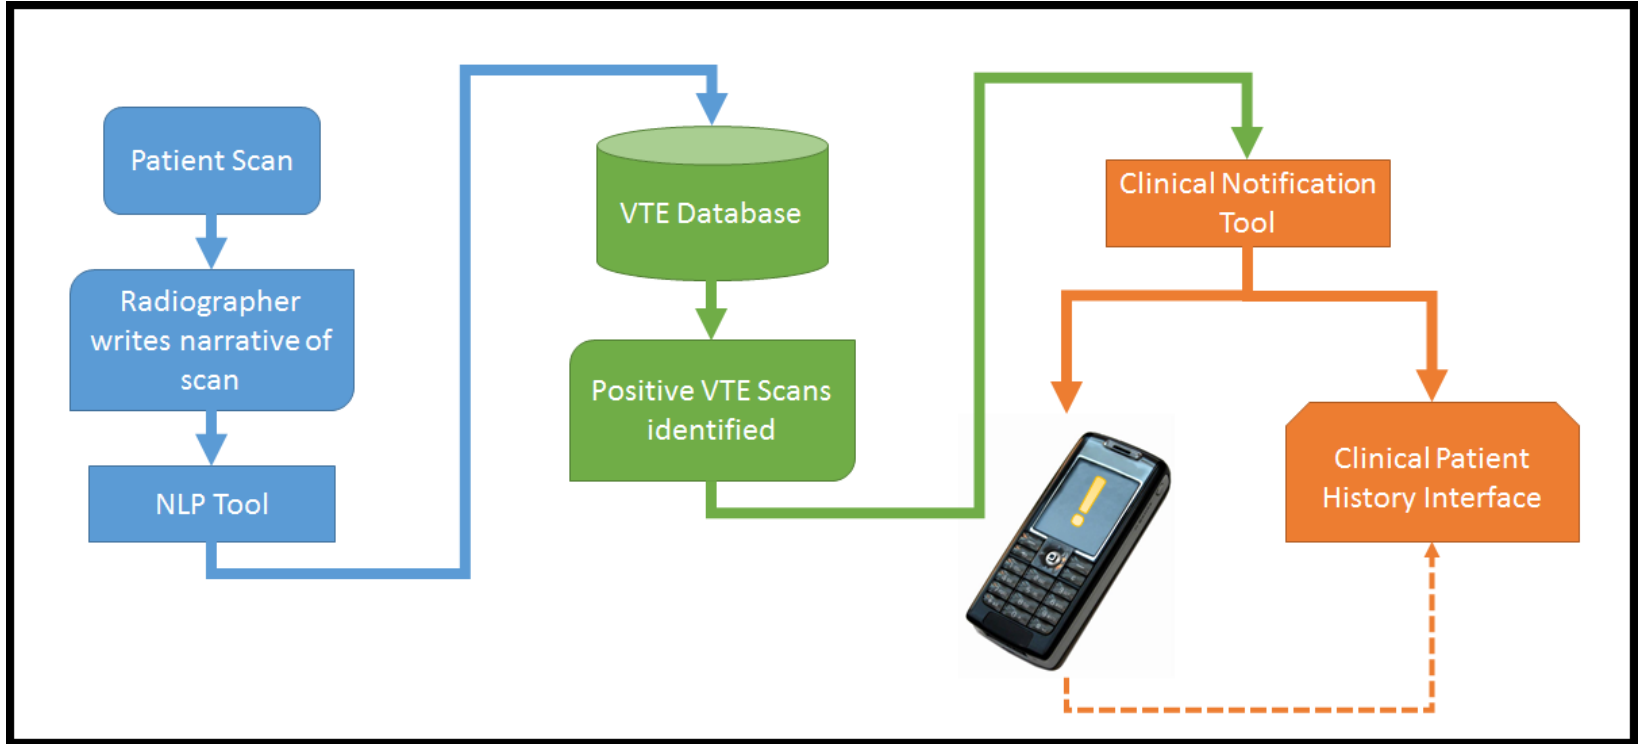 Patient Scan
Radiographer
writes narrative of
scan
NLP Tool
VTE Database
Positive VTE Scans
identified
Clinical Notification
Tool
!
Clinical Patient
History Interface